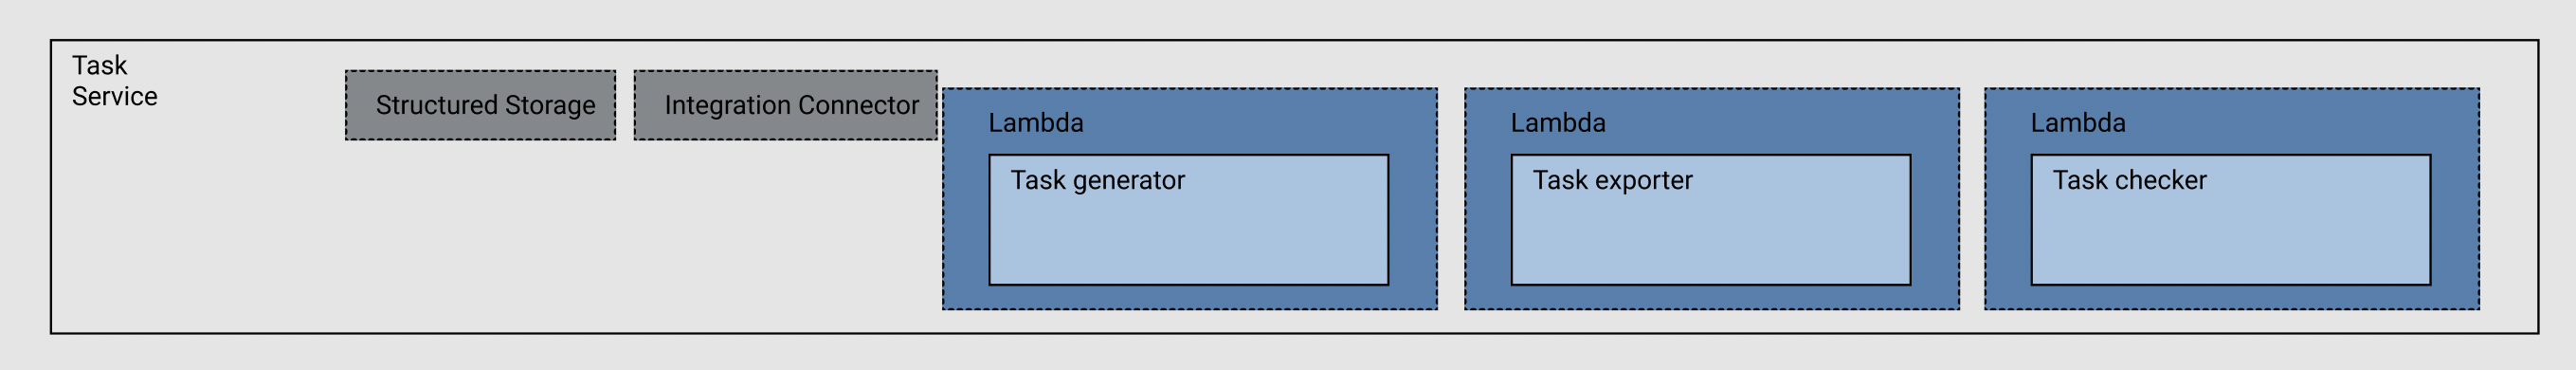 Task
Service
Structured Storage
Integration Connector
Lambda
Task generator
Lambda
Task exporter
Lambda
Task checker